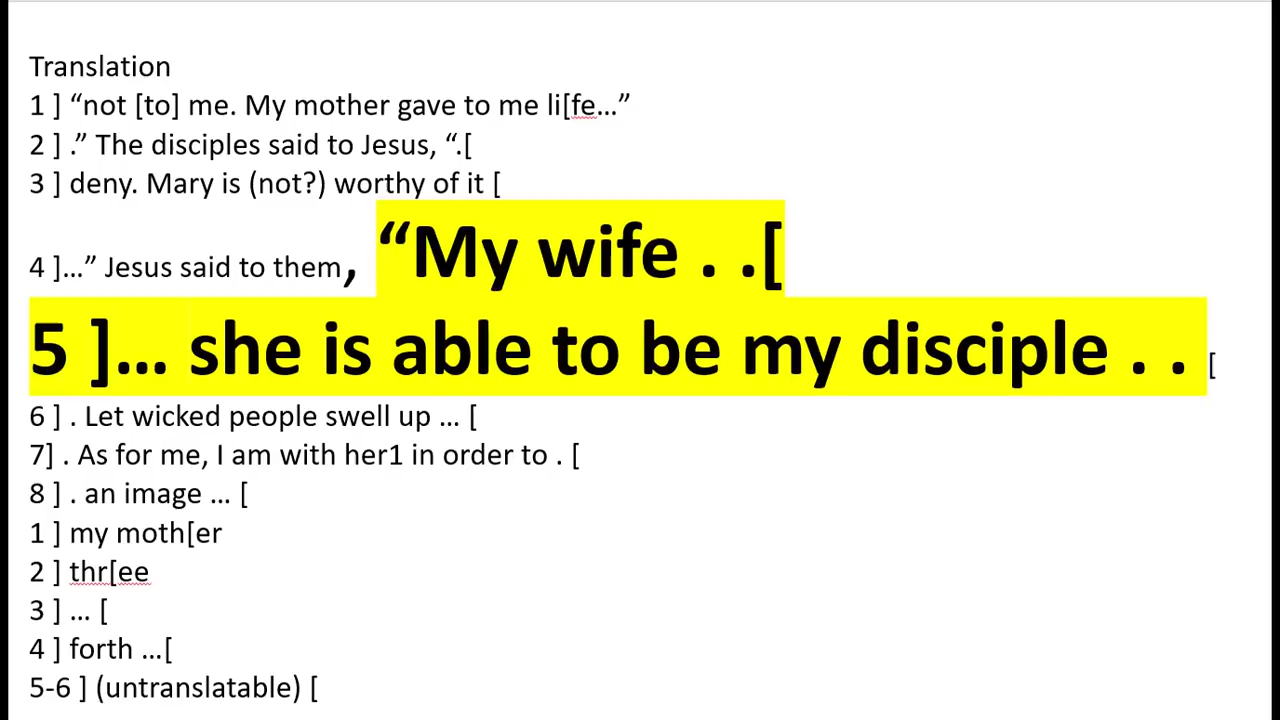 Translation
1 ] “not [to] me. My mother gave to me li[fe…”
2 ] .” The disciples said to Jesus, “.[
3 ] deny. Mary is (not?) worthy of it [
4 ]…” Jesus said to them, “My wife . .[
5 ]… she is able to be my disciple . . [
6 ] . Let wicked people swell up … [
7] . As for me, I am with her1 in order to . [
8 ] . an image … [
1 ] my moth[er
2 ] thr[ee
3 ] … [
4 ] forth …[
5-6 ] (untranslatable) [